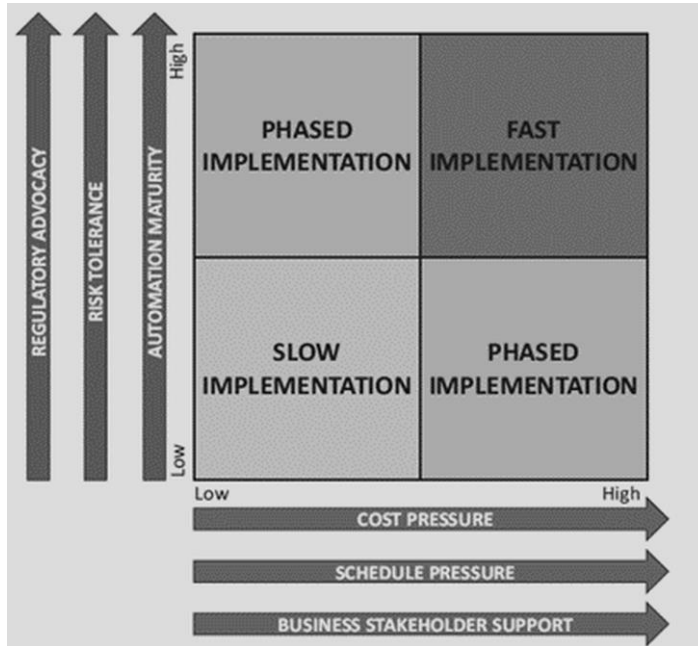 REGULATORY ADVOCACY
RISK TOLERANCE
AUTOMATION MATURITY
High
Low
PHASED
IMPLEMENTATION
FAST
IMPLEMENTATION
SLOW
IMPLEMENTATION
PHASED
IMPLEMENTATION
Low
High
COST PRESSURE
SCHEDULE PRESSURE
BUSINESS STAKEHOLDER SUPPORT